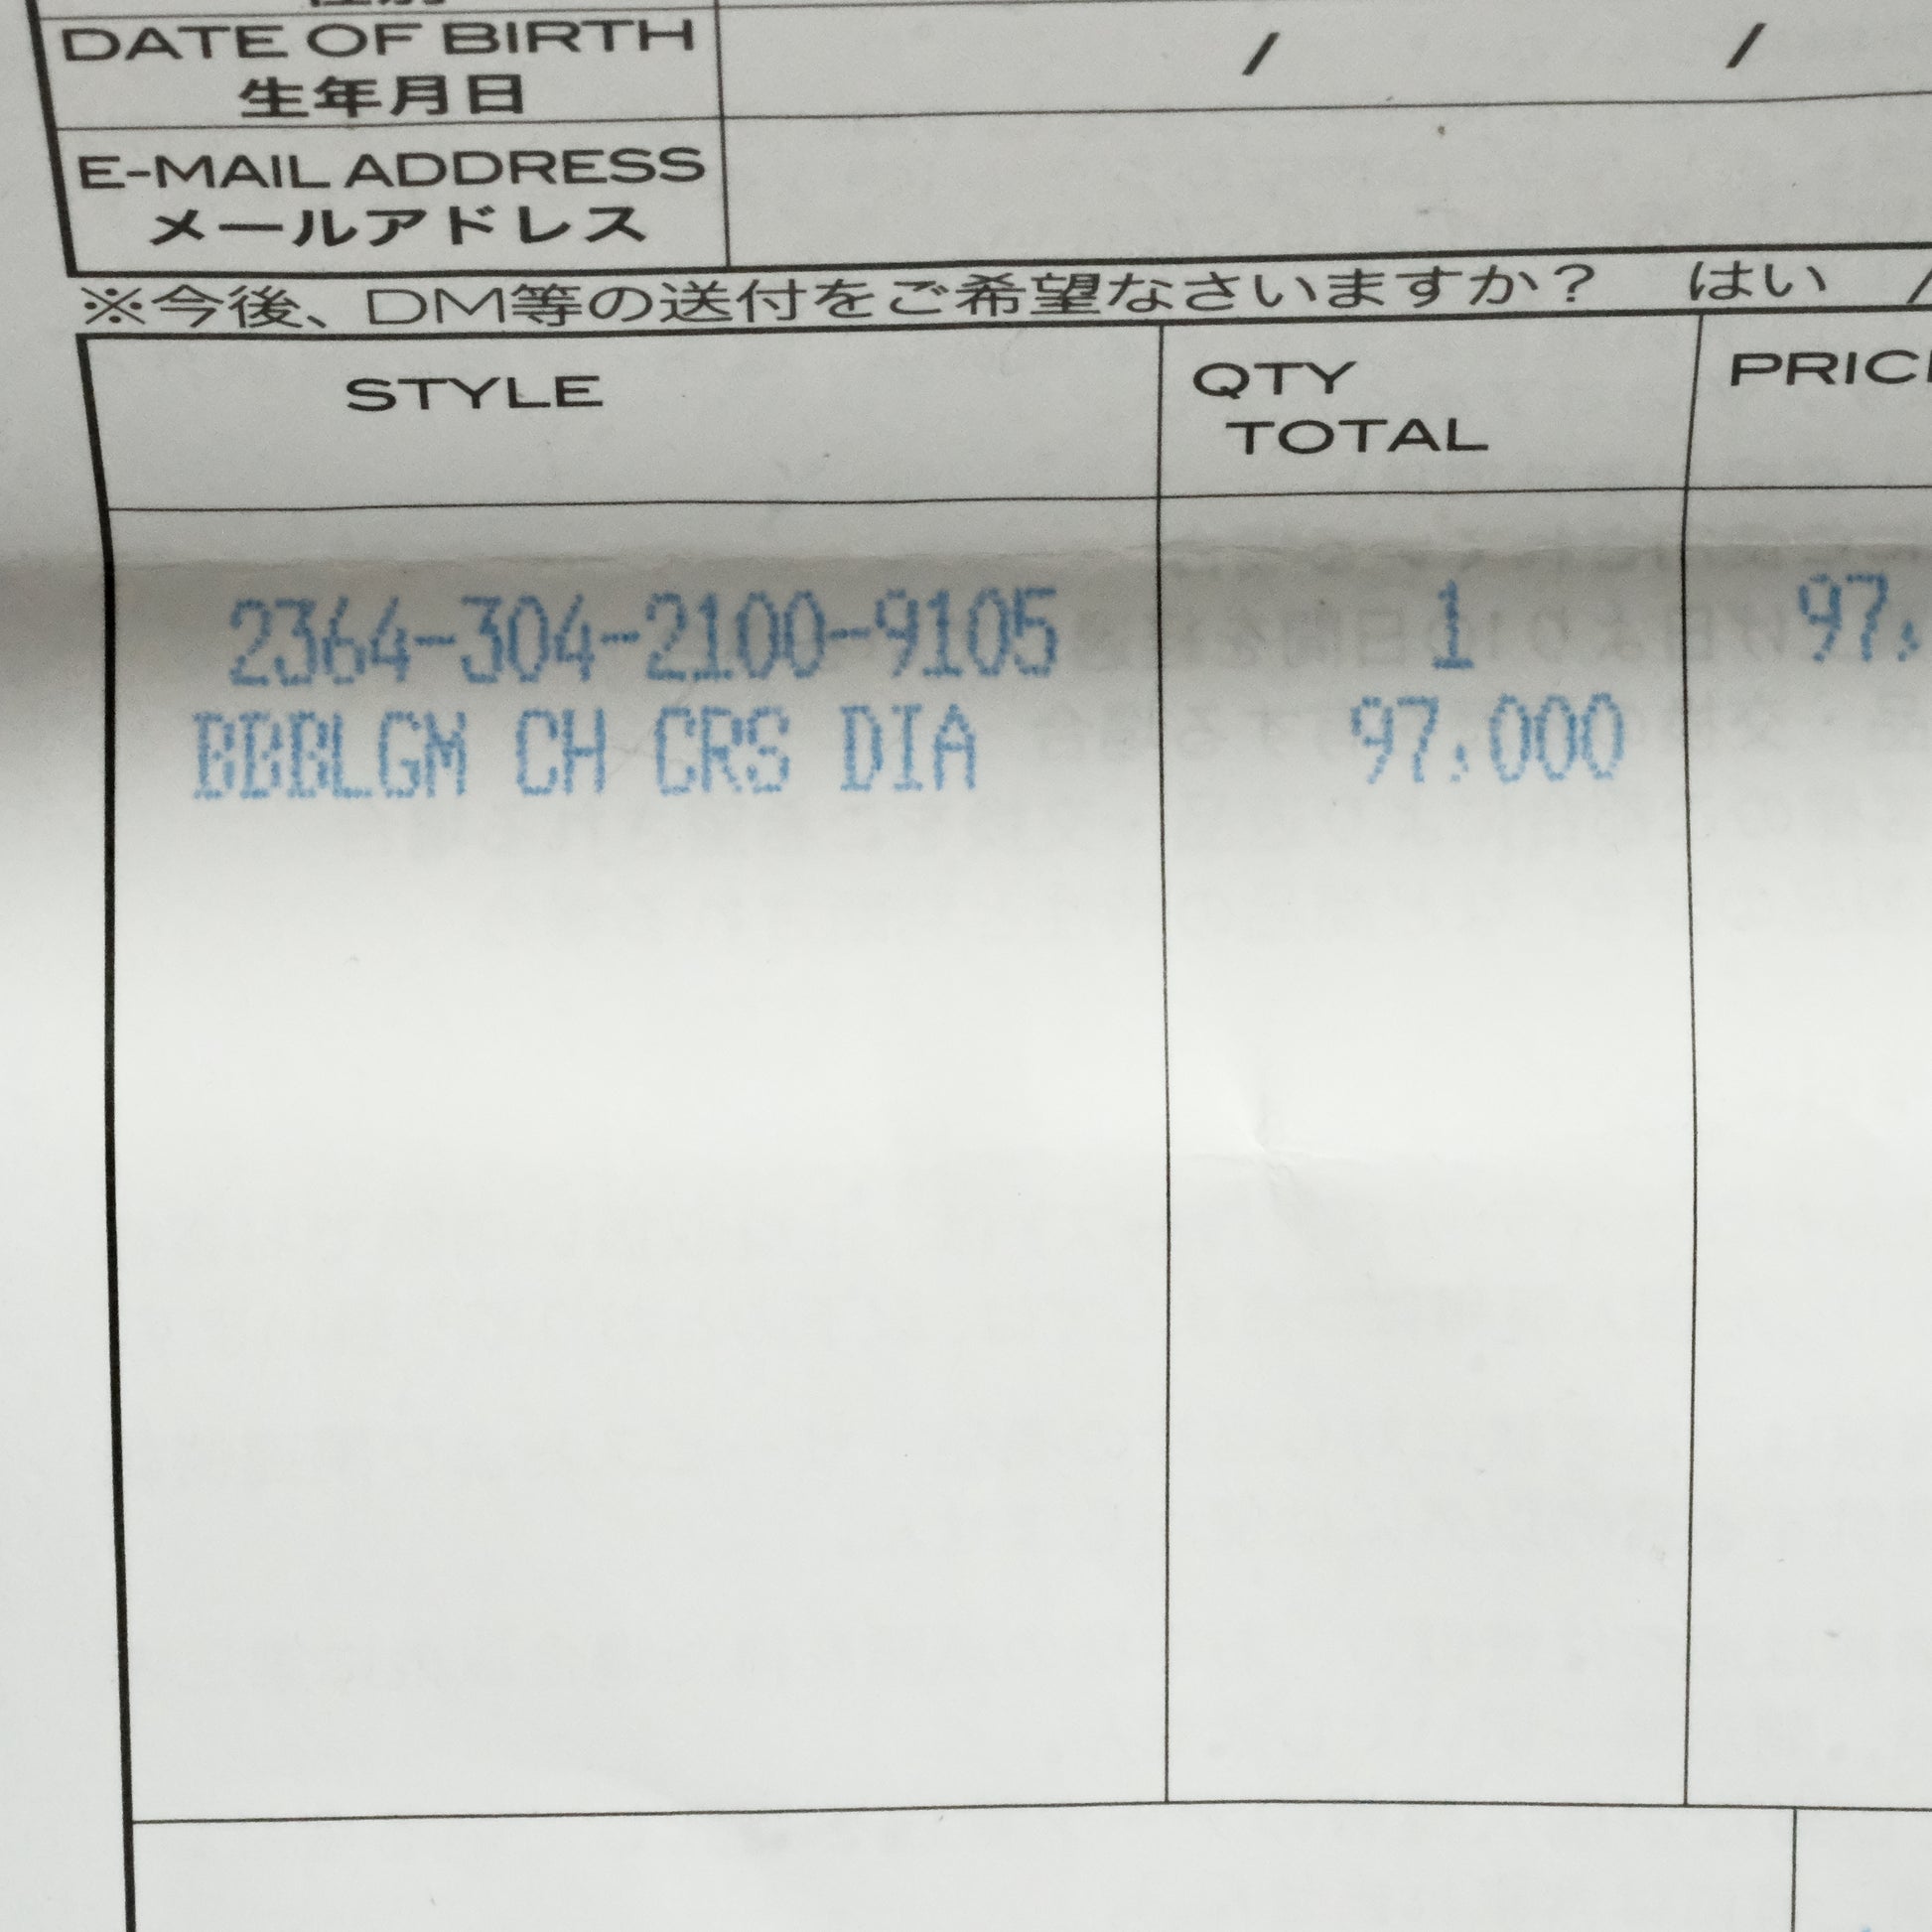 DATE OF BIRTH / /
生年月日
E-MAIL ADDRESS
メールアドレス
※今後、DM等の送付をご希望なさいますか？ はい /
STYLE QTY PRIC
TOTAL
2364-304-2100-9105 1 97,
BBBLGM CH CRS DIA 97,000